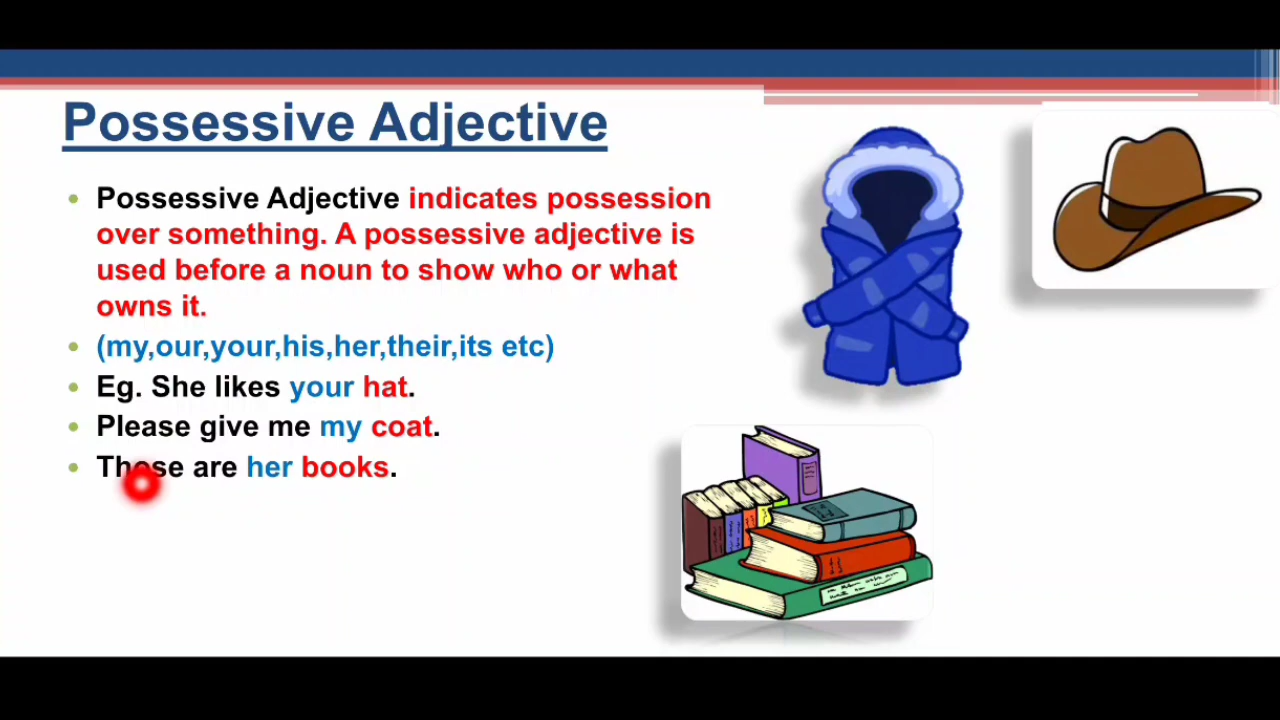 Possessive Adjective
Possessive Adjective indicates possession
over something. A possessive adjective is
used before a noun to show who or what
owns it.
(my,our,your,his,her,their,its etc)
Eg. She likes your hat.
Please give me my coat.
Those are her books.